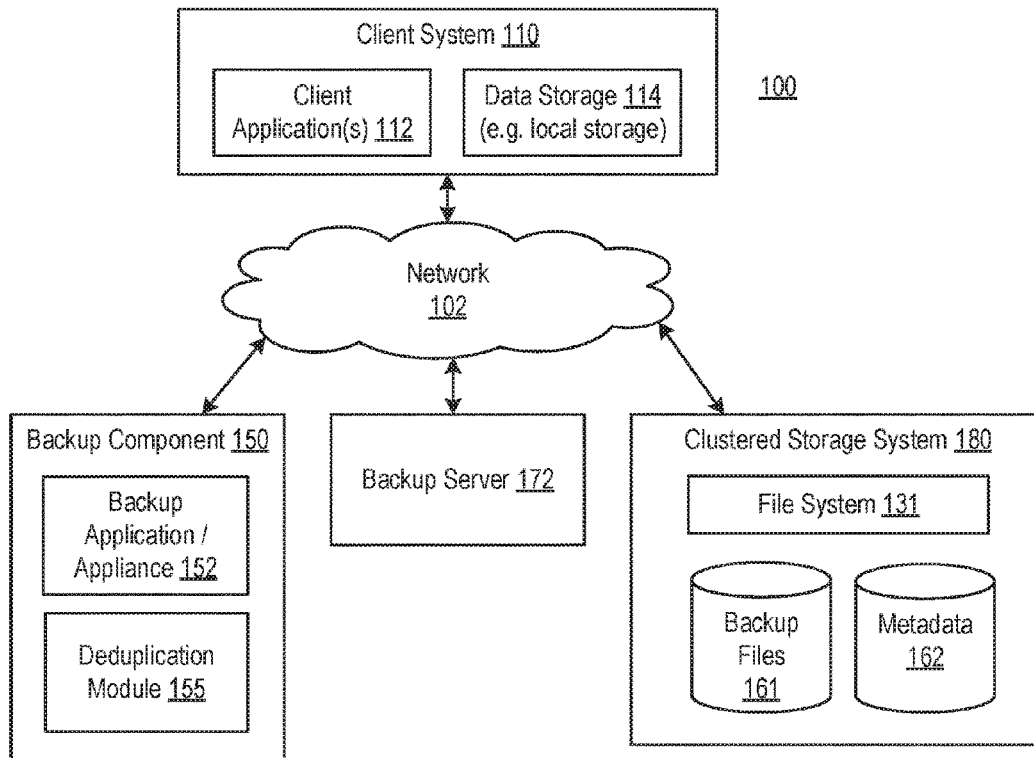 Client System 110
100
Client
Application(s) 112
Data Storage 114
(e.g. local storage)
Network
102
Backup Component 150
Backup
Application /
Appliance 152
Deduplication
Module 155
Backup Server 172
Clustered Storage System 180
File System 131
Backup
Files
161
Metadata
162